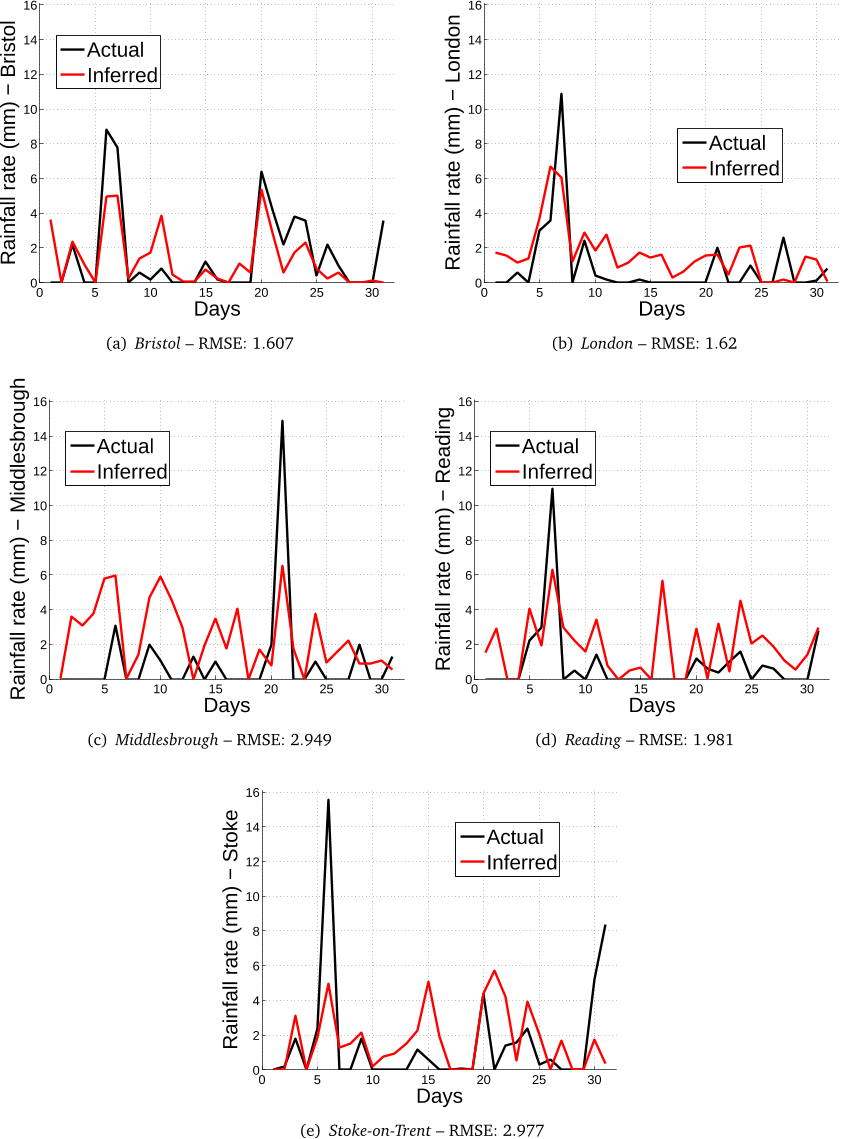 Rainfall rate (mm) – Bristol
16
14
12
10
8
6
4
2
0
Actual
Inferred
0 5 10 15 20 25 30
Days
(a) Bristol – RMSE: 1.607
Rainfall rate (mm) – London
16
14
12
10
8
6
4
2
0
Actual
Inferred
0 5 10 15 20 25 30
Days
(b) London – RMSE: 1.62
Rainfall rate (mm) – Middlesbrough
16
14
12
10
8
6
4
2
0
Actual
Inferred
0 5 10 15 20 25 30
Days
(c) Middlesbrough – RMSE: 2.949
Rainfall rate (mm) – Reading
16
14
12
10
8
6
4
2
0
Actual
Inferred
0 5 10 15 20 25 30
Days
(d) Reading – RMSE: 1.981
Rainfall rate (mm) – Stoke
16
14
12
10
8
6
4
2
0
Actual
Inferred
0 5 10 15 20 25 30
Days
(e) Stoke-on-Trent – RMSE: 2.977